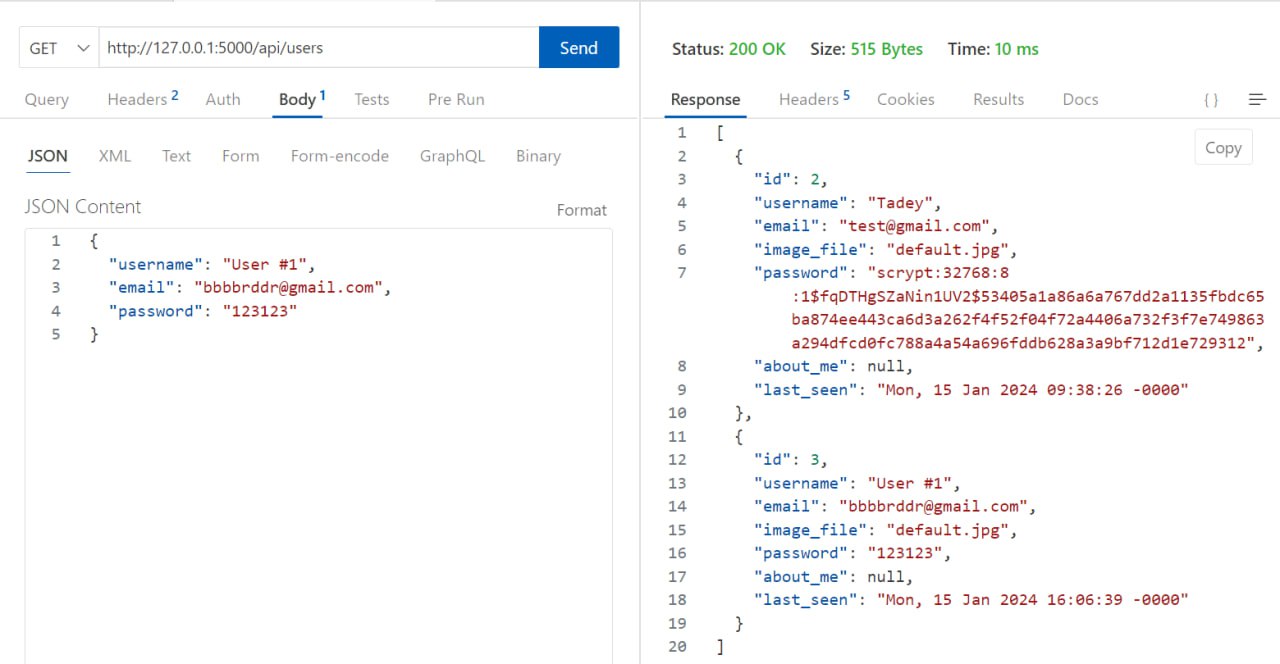 GET http://127.0.0.1:5000/api/users Send
Query Headers 2 Auth Body 1 Tests Pre Run
JSON XML Text Form Form-encode GraphQL Binary
JSON Content
Format
1 {
2 "username": "User #1",
3 "email": "bbbbrddr@gmail.com",
4 "password": "123123"
5 }
Status: 200 OK Size: 515 Bytes Time: 10 ms
Response Headers 5 Cookies Results Docs { }
Copy
1 [
2 {
3 "id": 2,
4 "username": "Tadey",
5 "email": "test@gmail.com",
6 "image_file": "default.jpg",
7 "password": "scrypt:32768:8
:1$fqDTHgSZaNin1UV2$53405a1a86a6a767dd2a1135fbdc65
ba874ee443ca6d3a262f4f52f04f72a4406a732f3f7e749863
a294dfcd0fc788a4a54a696fddb628a3a9bf712d1e729312",
8 "about_me": null,
9 "last_seen": "Mon, 15 Jan 2024 09:38:26 -0000"
10 },
11 {
12 "id": 3,
13 "username": "User #1",
14 "email": "bbbbrddr@gmail.com",
15 "image_file": "default.jpg",
16 "password": "123123",
17 "about_me": null,
18 "last_seen": "Mon, 15 Jan 2024 16:06:39 -0000"
19 }
20 ]